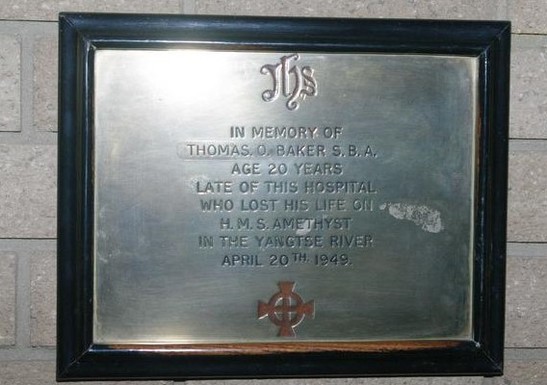 IHS
IN MEMORY OF
THOMAS. O. BAKER S.B.A.
AGE 20 YEARS
LATE OF THIS HOSPITAL
WHO LOST HIS LIFE ON
H.M.S. AMETHYST
IN THE YANGTSE RIVER
APRIL 20TH. 1949.